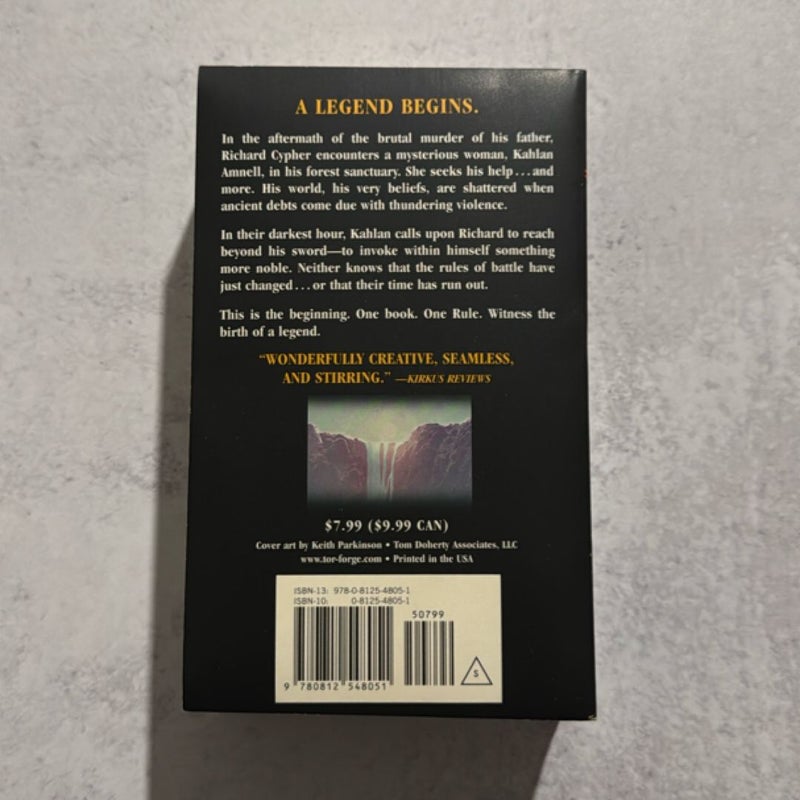 A LEGEND BEGINS.
In the aftermath of the brutal murder of his father,
Richard Cypher encounters a mysterious woman, Kahlan
Amnell, in his forest sanctuary. She seeks his help...and
more. His world, his very beliefs, are shattered when
ancient debts come due with thundering violence.
In their darkest hour, Kahlan calls upon Richard to reach
beyond his sword—to invoke within himself something
more noble. Neither knows that the rules of battle have
just changed...or that their time has run out.
This is the beginning. One book. One Rule. Witness the
birth of a legend.
“WONDERFULLY CREATIVE, SEAMLESS,
AND STIRRING.” —KIRKUS REVIEWS
$7.99 ($9.99 CAN)
Cover art by Keith Parkinson • Tom Doherty Associates, LLC
www.tor-forge.com • Printed in the USA
ISBN-13: 978-0-8125-4805-1
ISBN-10: 0-8125-4805-1
50799
9 780812 548051
S